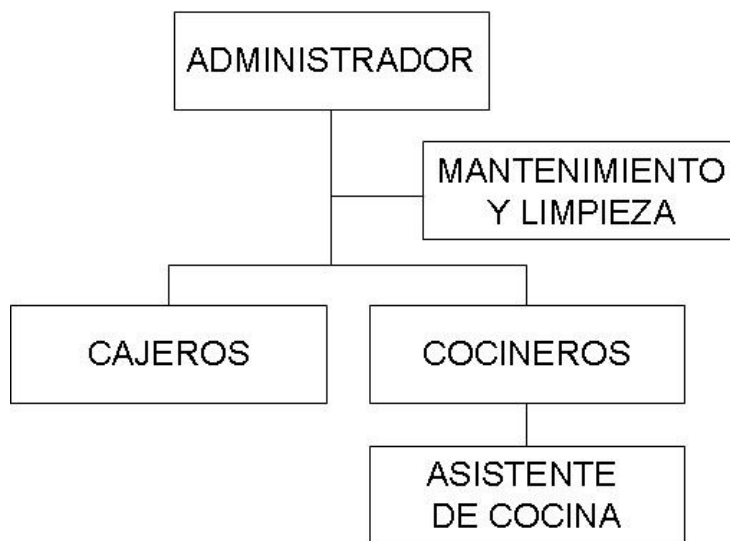 ADMINISTRADOR
MANTENIMIENTO
Y LIMPIEZA
CAJEROS
COCINEROS
ASISTENTE
DE COCINA